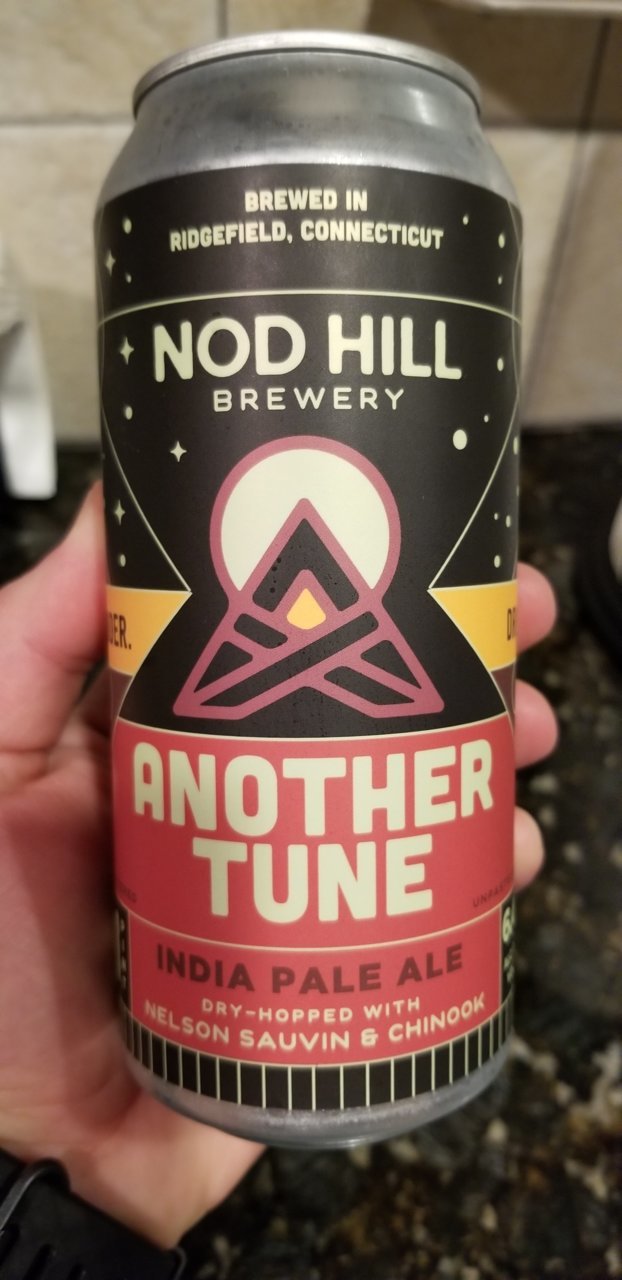 BREWED IN
RIDGEFIELD, CONNECTICUT
NOD HILL
BREWERY
ANOTHER
TUNE
INDIA PALE ALE
DRY-HOPPED WITH
NELSON SAUVIN & CHINOOK